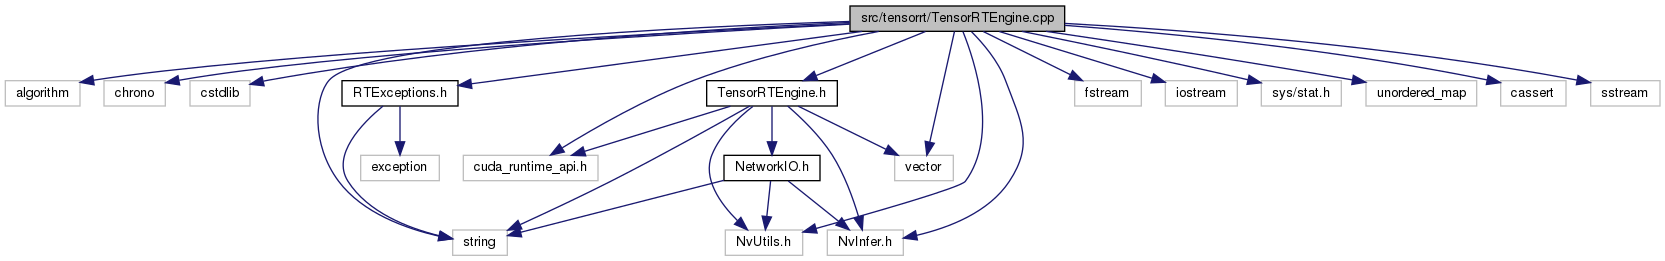 src/tensorrt/TensorRTEngine.cpp
algorithm
chrono
cstdlib
RTExceptions.h
TensorRTEngine.h
fstream
iostream
sys/stat.h
unordered_map
cassert
sstream
exception
cuda_runtime_api.h
NetworkIO.h
vector
string
NvUtils.h
NvInfer.h